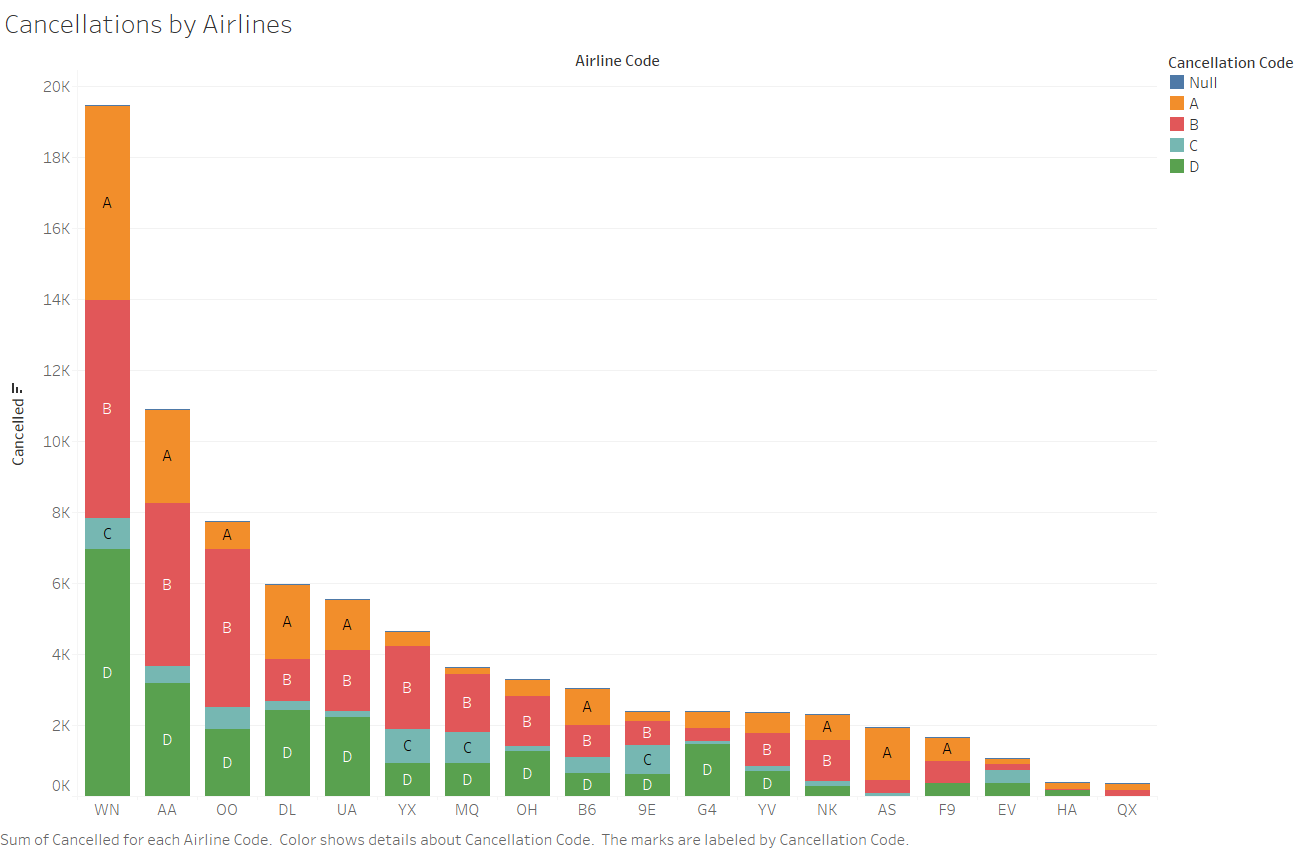 Cancellations by Airlines
Airline Code
Cancellation Code
Null
A
B
C
D
Cancelled
20K
18K
16K
14K
12K
10K
8K
6K
4K
2K
0K
A
B
C
D
A
B
D
A
B
D
A
B
D
A
B
D
B
C
D
B
C
D
B
D
A
B
D
B
C
D
D
B
D
A
B
A
A
WN AA OO DL UA YX MQ OH B6 9E G4 YV NK AS F9 EV HA QX
Sum of Cancelled for each Airline Code.  Color shows details about Cancellation Code.  The marks are labeled by Cancellation Code.